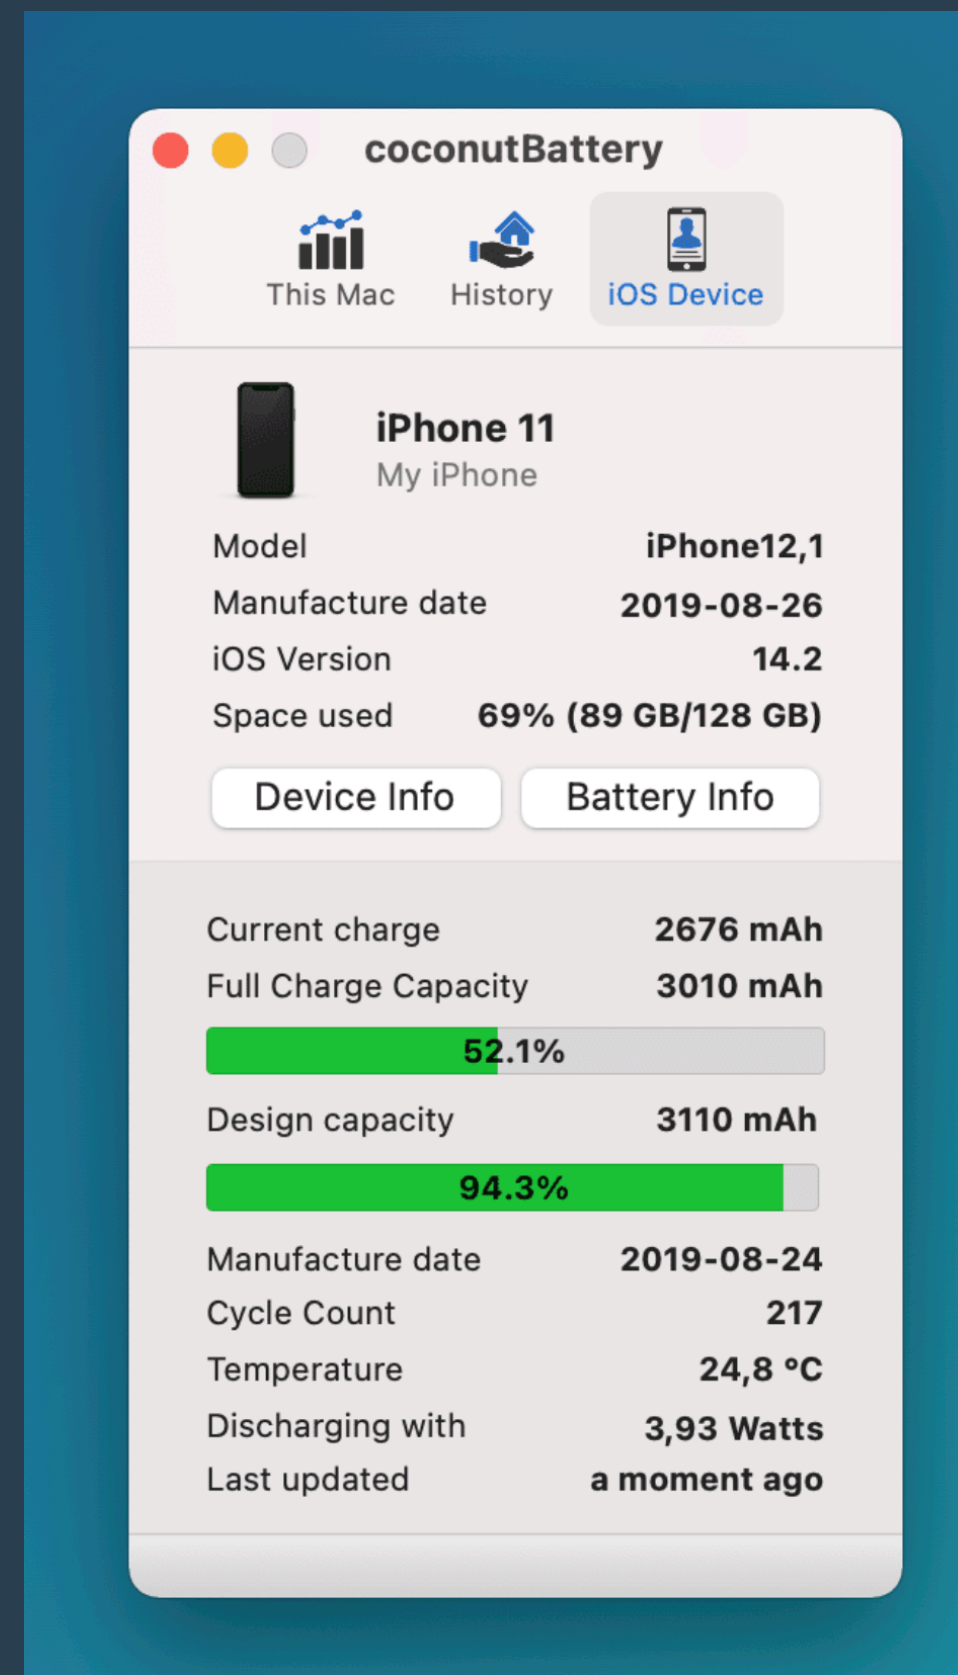 coconutBattery
This Mac History iOS Device
iPhone 11
My iPhone
Model iPhone12,1
Manufacture date 2019-08-26
iOS Version 14.2
Space used 69% (89 GB/128 GB)
Device Info Battery Info
Current charge 2676 mAh
Full Charge Capacity 3010 mAh
52.1%
Design capacity 3110 mAh
94.3%
Manufacture date 2019-08-24
Cycle Count 217
Temperature 24,8 °C
Discharging with 3,93 Watts
Last updated a moment ago